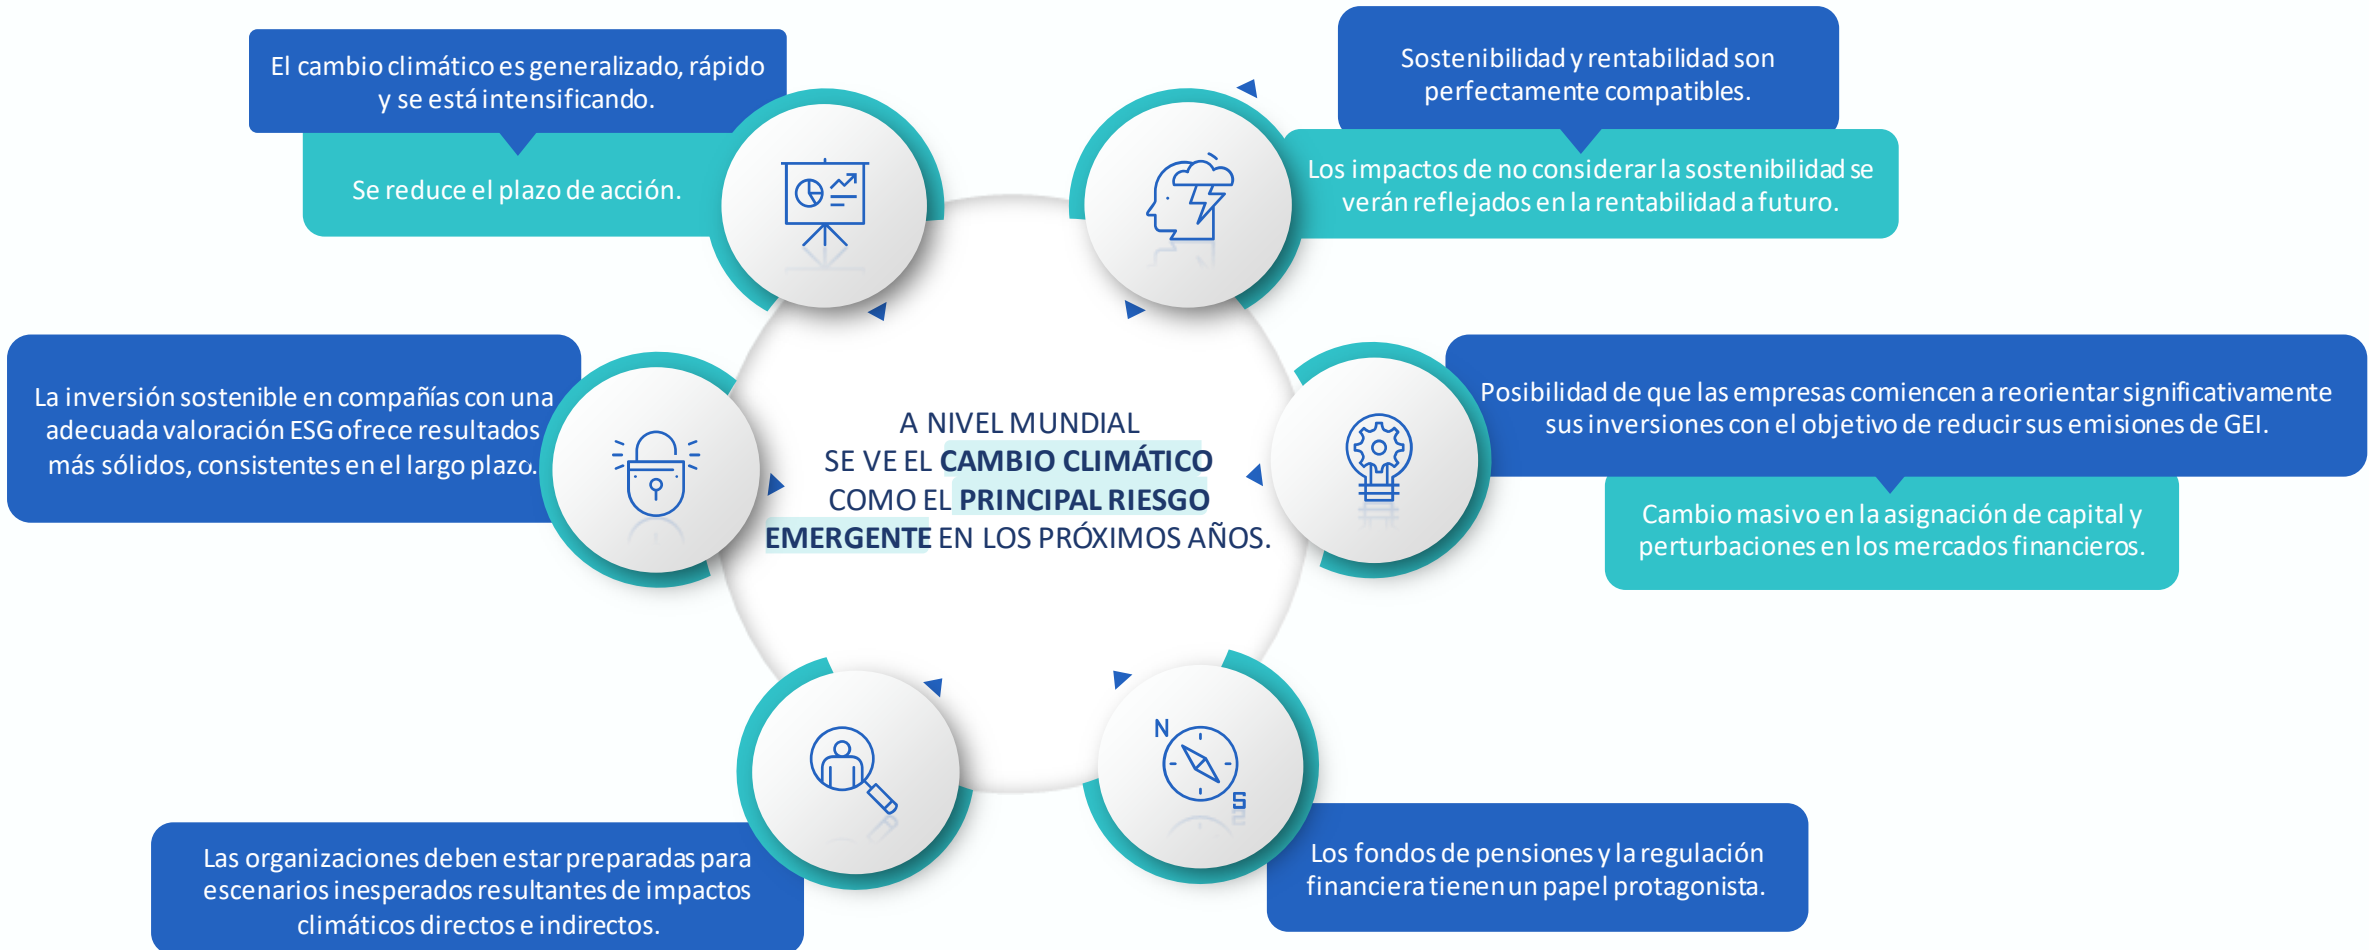 El cambio climático es generalizado, rápido
y se está intensificando.
Se reduce el plazo de acción.
Sostenibilidad y rentabilidad son
perfectamente compatibles.
Los impactos de no considerar la sostenibilidad se
verán reflejados en la rentabilidad a futuro.
La inversión sostenible en compañías con una
adecuada valoración ESG ofrece resultados
más sólidos, consistentes en el largo plazo.
A NIVEL MUNDIAL
SE VE EL CAMBIO CLIMÁTICO
COMO EL PRINCIPAL RIESGO
EMERGENTE EN LOS PRÓXIMOS AÑOS.
Posibilidad de que las empresas comiencen a reorientar significativamente
sus inversiones con el objetivo de reducir sus emisiones de GEI.
Cambio masivo en la asignación de capital y
perturbaciones en los mercados financieros.
Las organizaciones deben estar preparadas para
escenarios inesperados resultantes de impactos
climáticos directos e indirectos.
N
S
Los fondos de pensiones y la regulación
financiera tienen un papel protagonista.